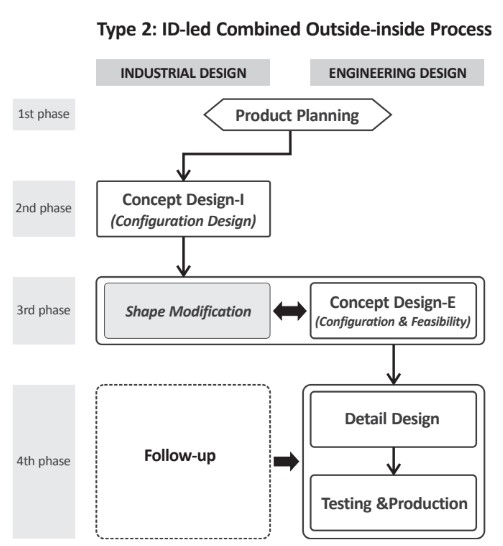 Type 2: ID-led Combined Outside-inside Process
INDUSTRIAL DESIGN
ENGINEERING DESIGN
1st phase
Product Planning
2nd phase
Concept Design-I
(Configuration Design)
3rd phase
Shape Modification
Concept Design-E
(Configuration & Feasibility)
4th phase
Follow-up
Detail Design
Testing &Production